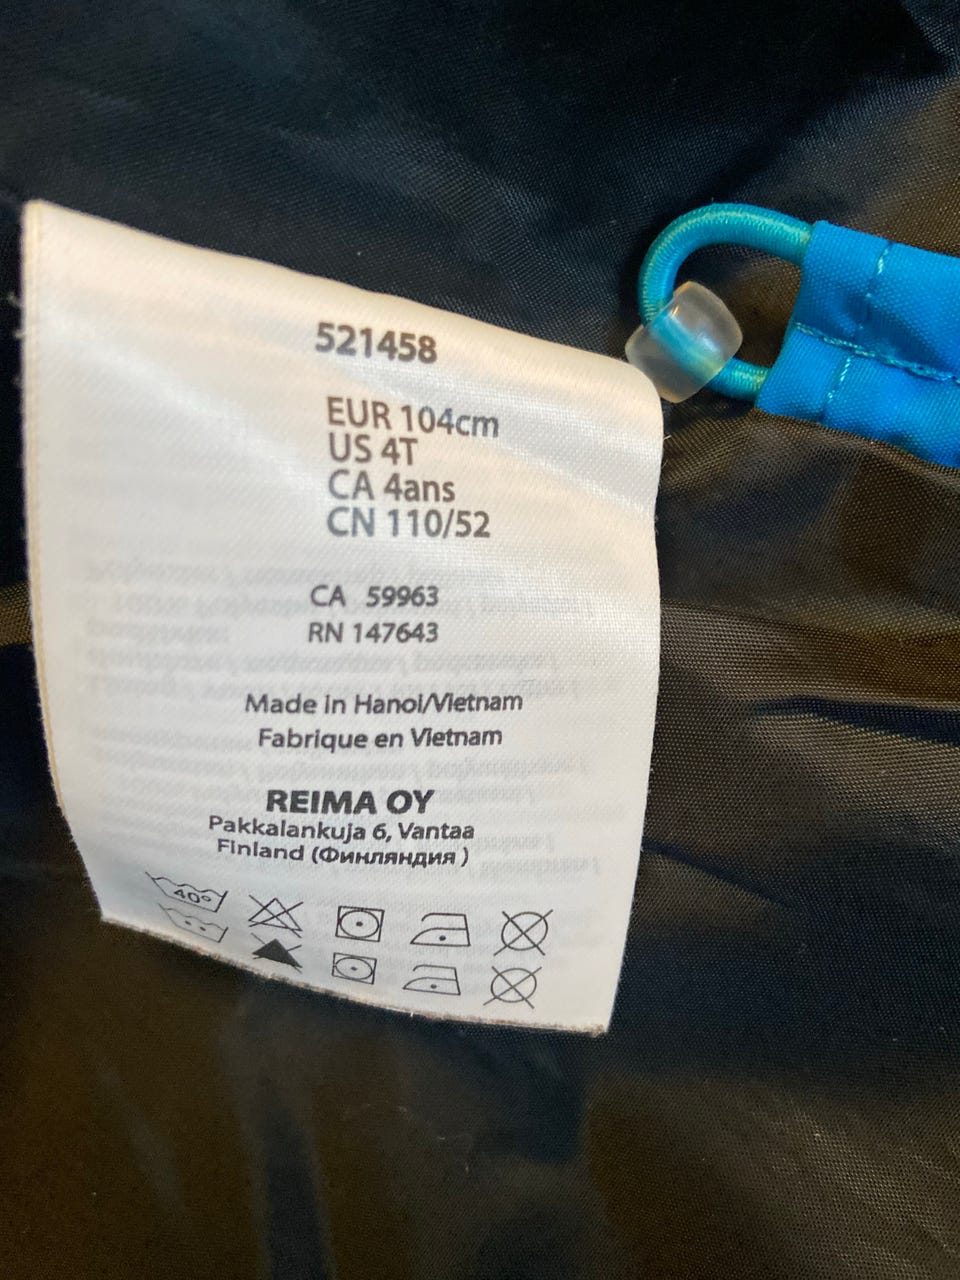 521458
EUR 104cm
US 4T
CA 4ans
CN 110/52
CA 59963
RN 147643
Made in Hanoi/Vietnam
Fabrique en Vietnam
REIMA OY
Pakkalankuja 6, Vantaa
Finland (Финляндия )
40°